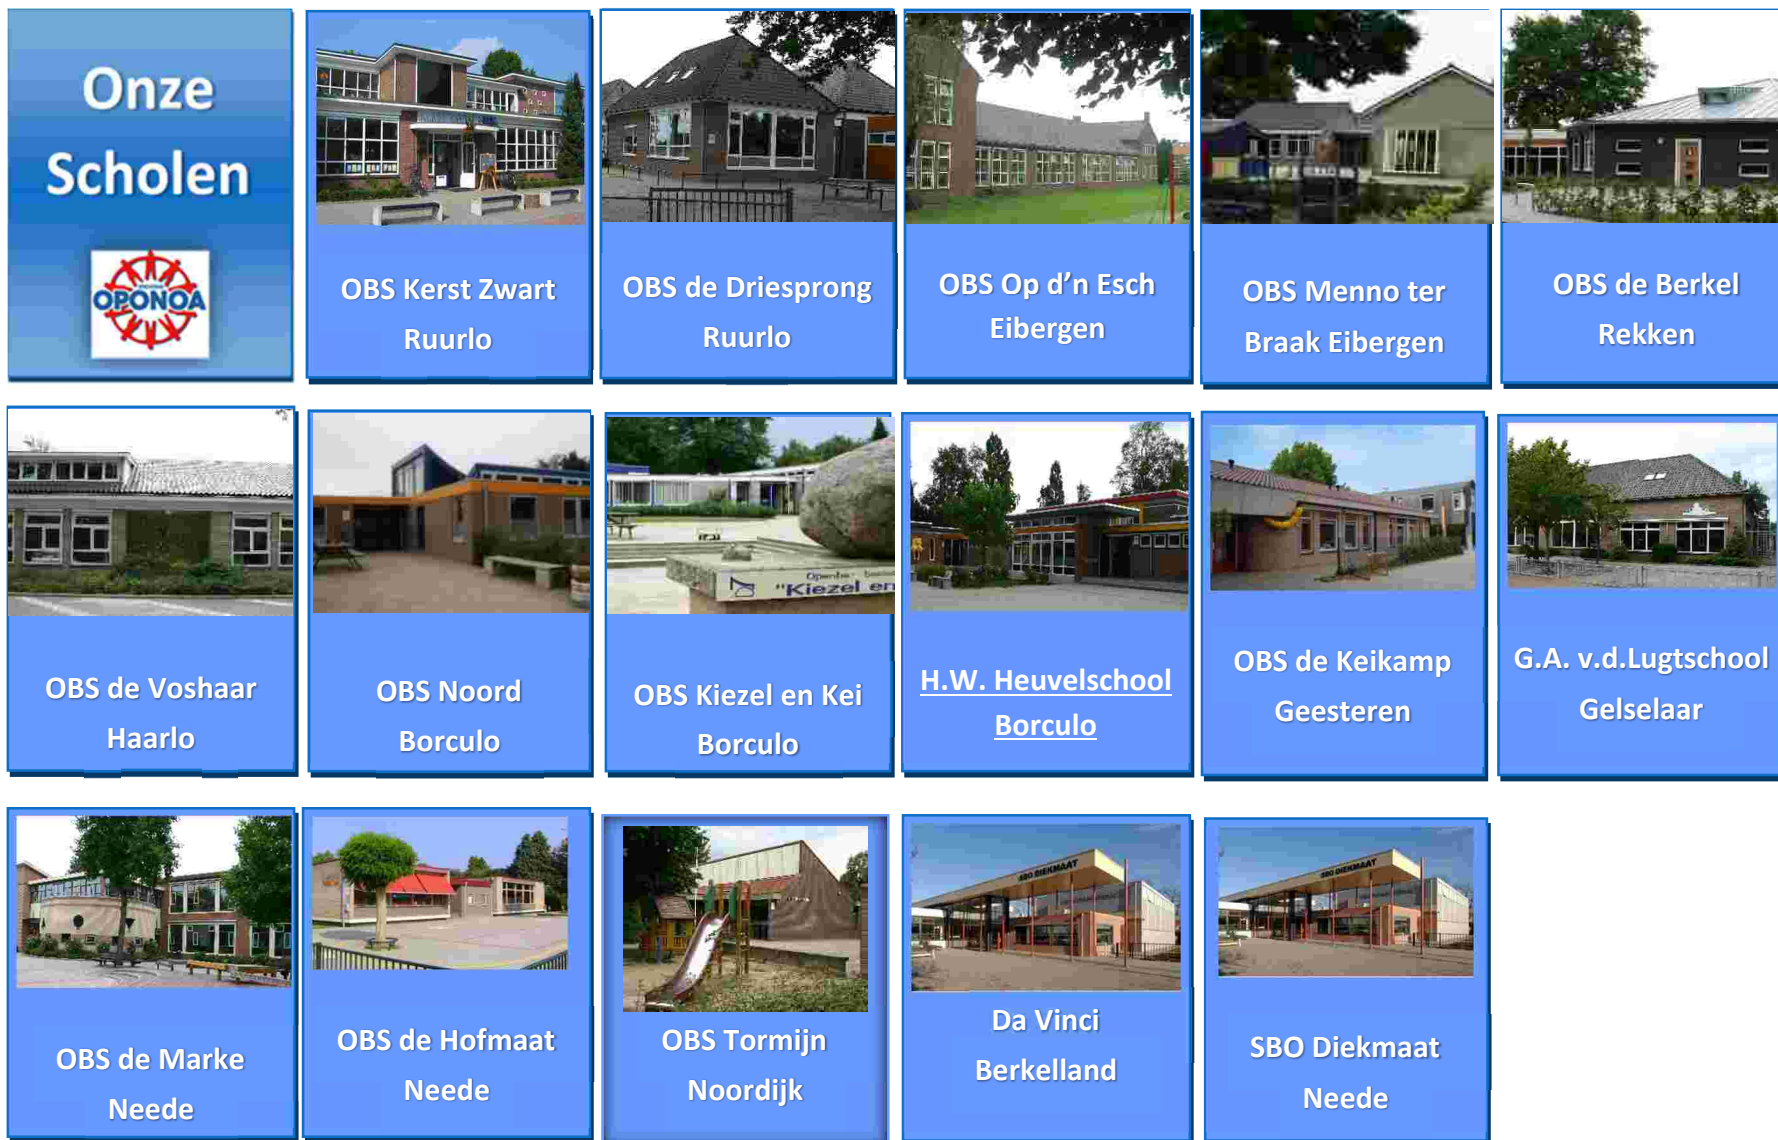 Onze
Scholen
OPONOA
OBS Kerst Zwart
Ruurlo
OBS de Driesprong
Ruurlo
OBS Op d’n Esch
Eibergen
OBS Menno ter
Braak Eibergen
OBS de Berkel
Rekken
OBS de Voshaar
Haarlo
OBS Noord
Borculo
"Kiezel en
OBS Kiezel en Kei
Borculo
H.W. Heuvelschool
Borculo
OBS de Keikamp
Geesteren
G.A. v.d.Lugtschool
Gelselaar
OBS de Marke
Neede
OBS de Hofmaat
Neede
OBS Tormijn
Noordijk
SBO DIEKMAAT
Da Vinci
Berkelland
SBO DIEKMAAT
SBO Diekmaat
Neede